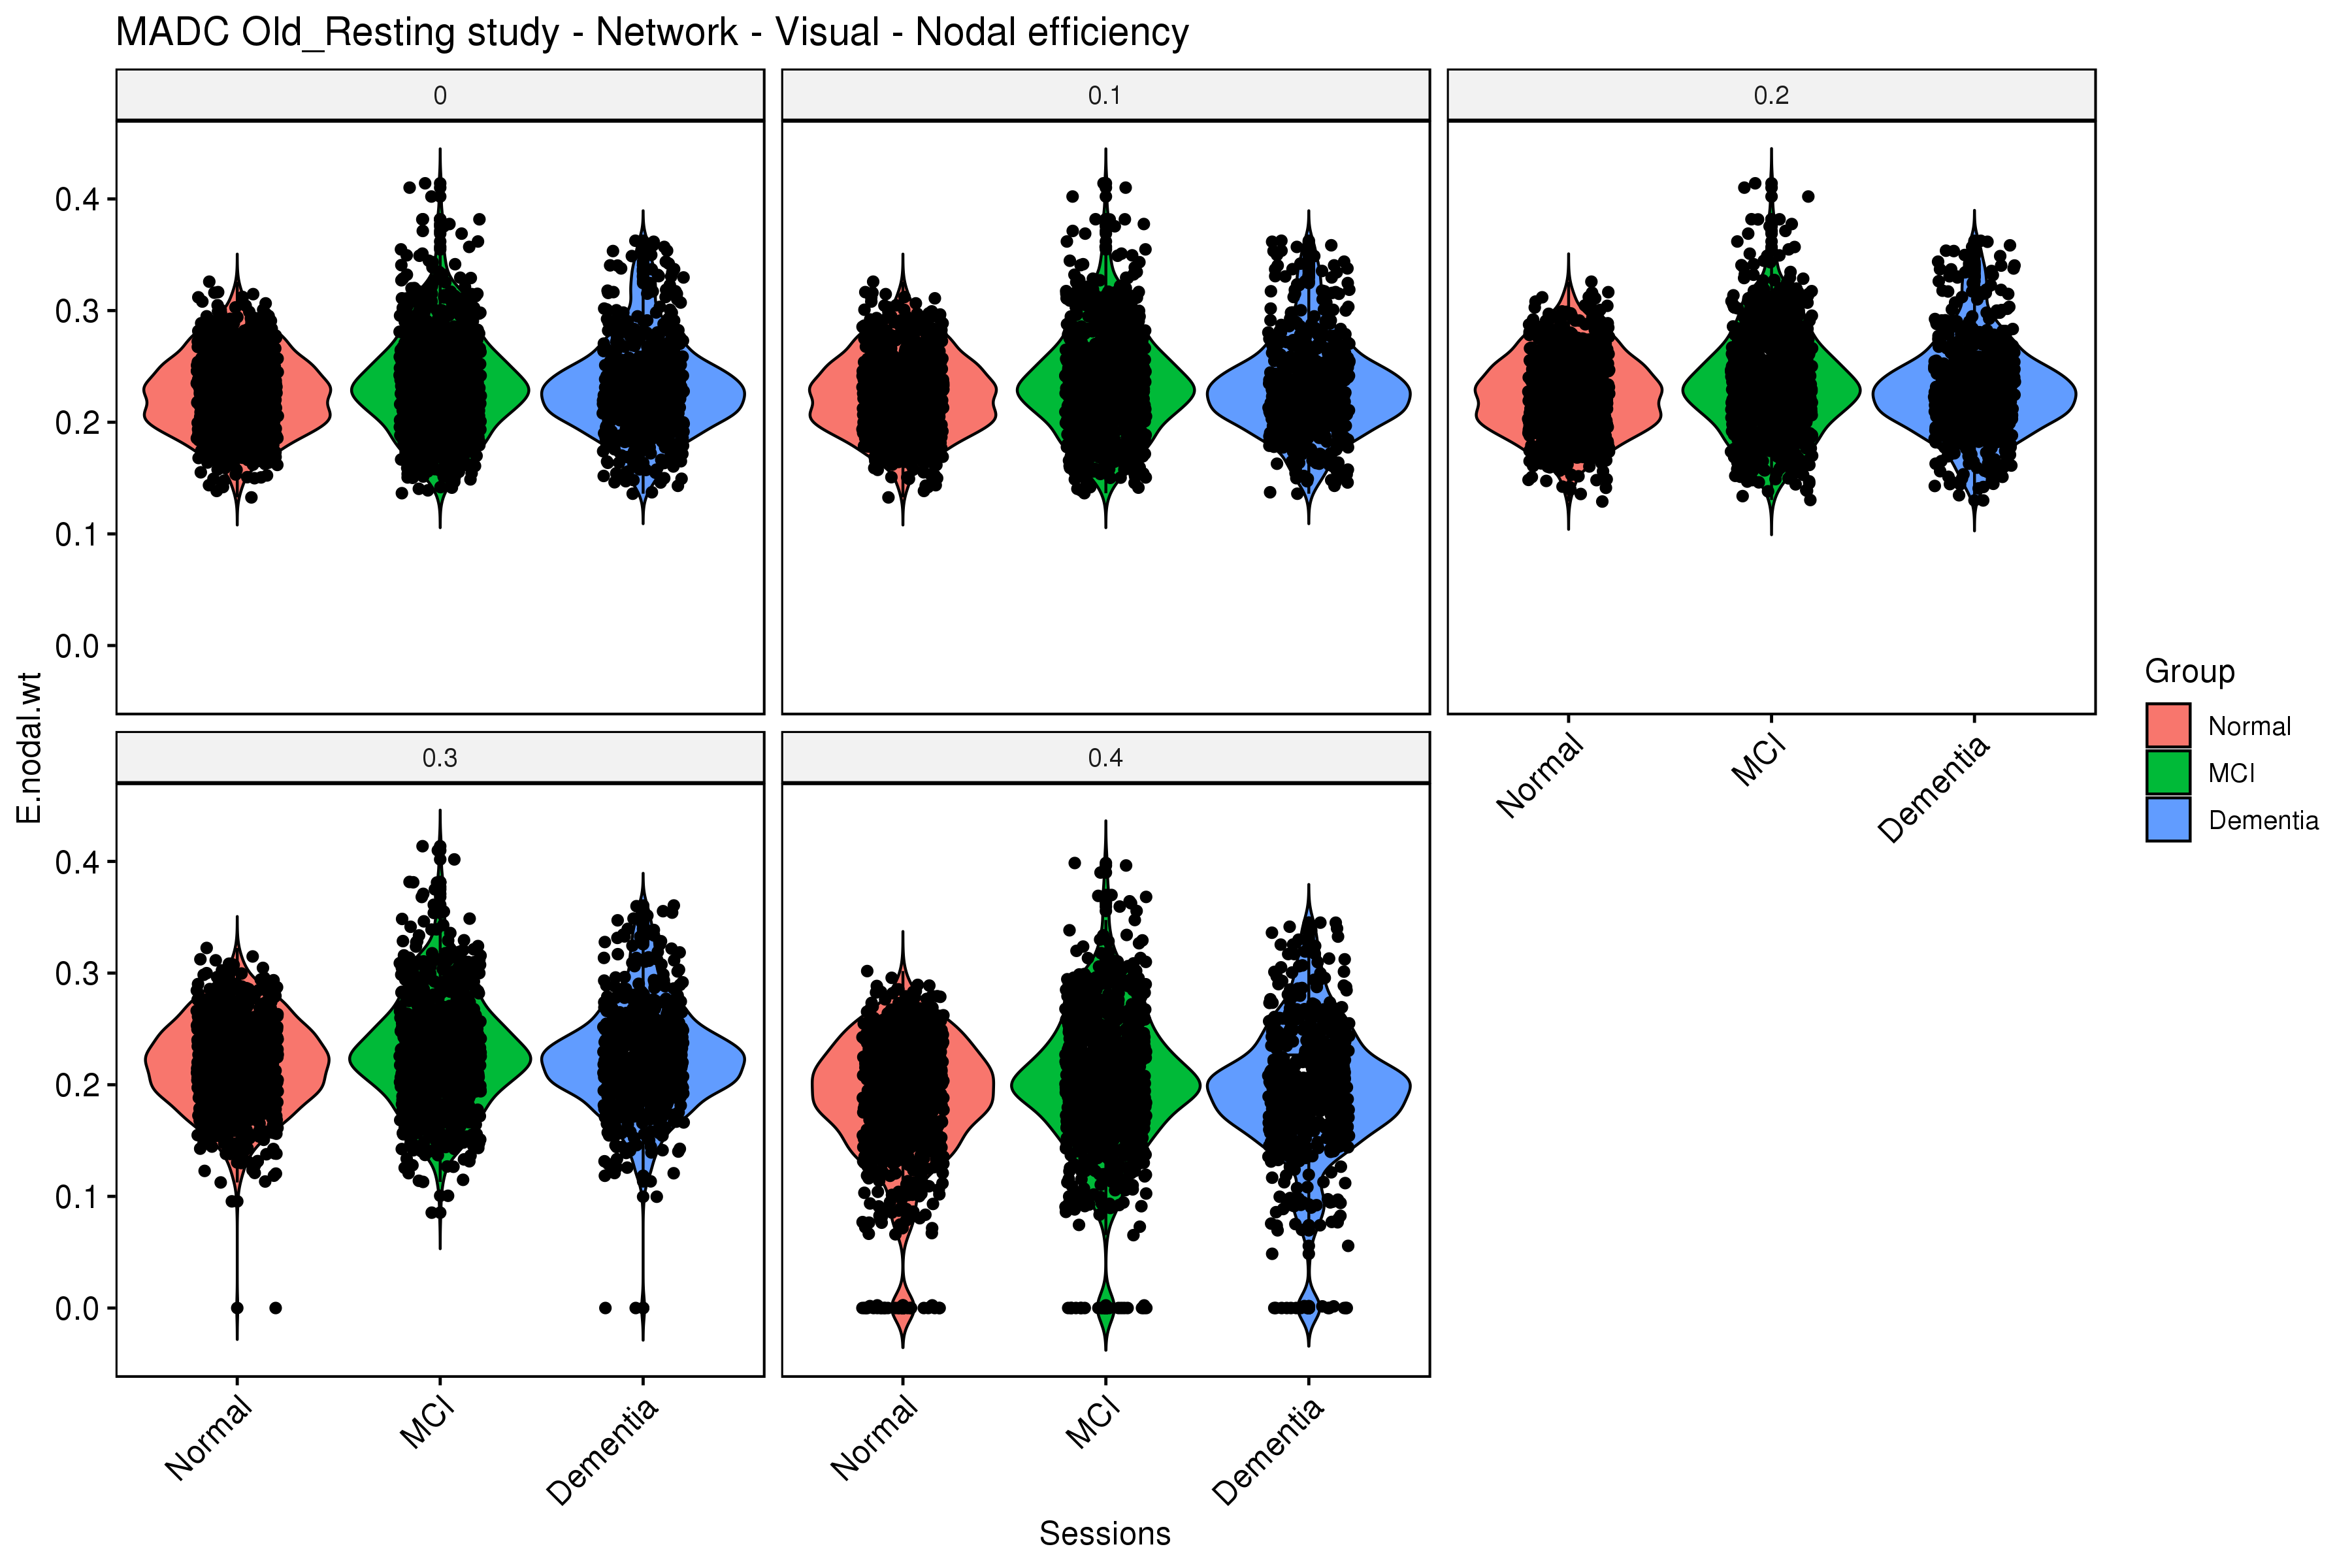 MADC Old_Resting study - Network - Visual - Nodal efficiency
0
0.1
0.2
0.4
0.3
0.2
0.1
0.0
Normal
MCI
Dementia
0.3
0.4
0.4
0.3
0.2
0.1
0.0
Normal
MCI
Dementia
Normal
MCI
Dementia
E.nodal.wt
Sessions
Group
Normal
MCI
Dementia